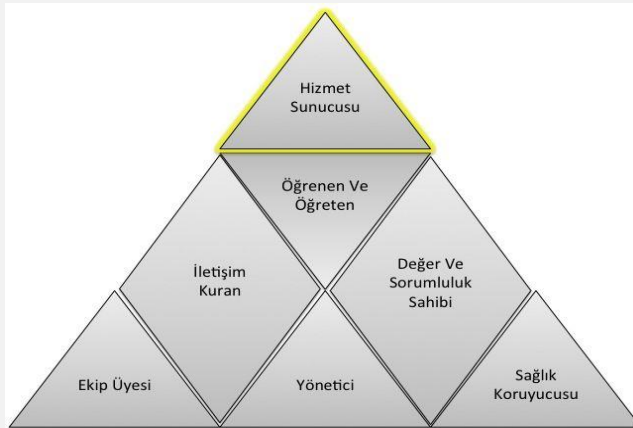 Hizmet
Sunucusu
Öğrenen Ve
Öğreten
İletişim
Kuran
Değer Ve
Sorumluluk
Sahibi
Ekip Üyesi
Yönetici
Sağlık
Koruyucusu